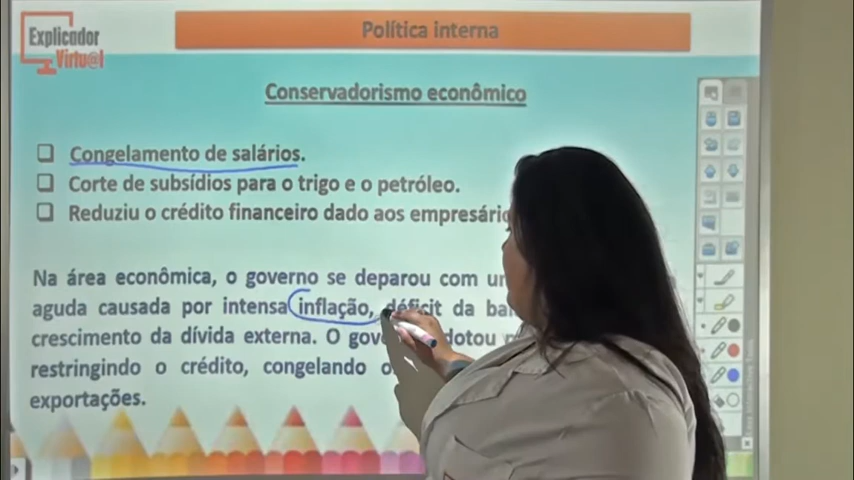 Explicador
Virtu@l
Política interna
Conservadorismo econômico
Congelamento de salários.
Corte de subsídios para o trigo e o petróleo.
Reduziu o crédito financeiro dado aos
Na área econômica, o governo se deparou com
aguda causada por intensa inflação, déficit da
crescimento da dívida externa. O
restringindo o crédito, congelando
exportações.